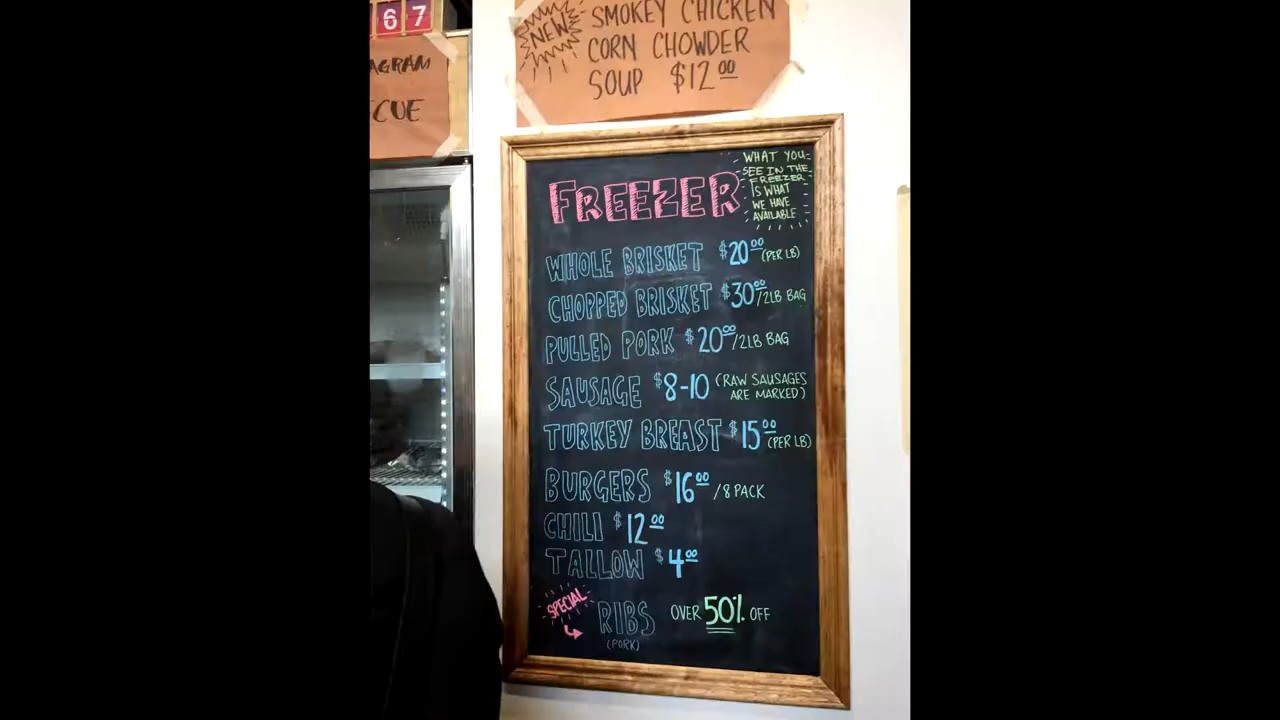 67
AGRAM
CUE
NEW
SMOKEY CHICKEN
CORN CHOWDER
SOUP $12.00
FREEZER
WHAT YOU
SEE IN THE
FREEZER
IS WHAT
WE HAVE
AVAILABLE
WHOLE BRISKET $20.00 (PER LB)
CHOPPED BRISKET $30.00/2LB BAG
PULLED PORK $20.00/2LB BAG
SAUSAGE $8-10 (RAW SAUSAGES
ARE MARKED)
TURKEY BREAST $15.00 (PER LB)
BURGERS $16.00 /8 PACK
CHILI $12.00
TALLOW $4.00
SPECIAL
RIBS OVER 50% OFF
(PORK)